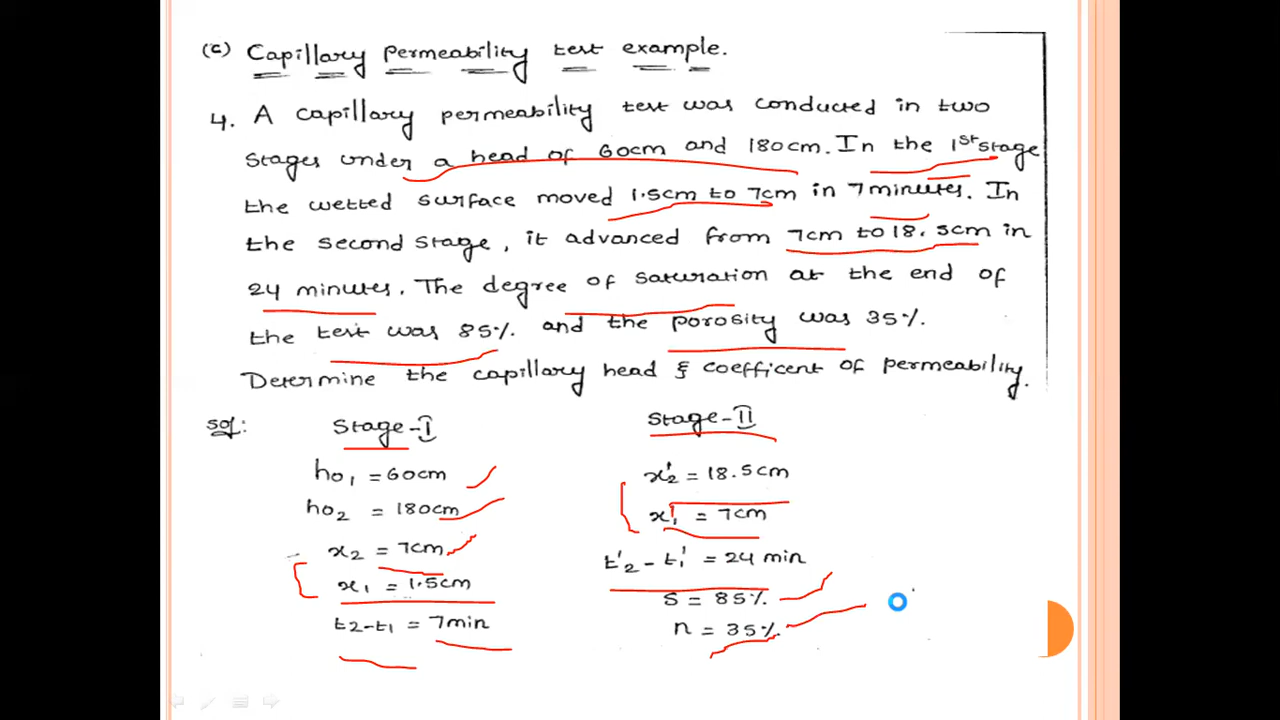 (c) Capillary permeability test example.
4. A capillary permeability test was conducted in two
stages under a head of 60cm and 180cm. In the 1st stage
the wetted surface moved 1.5cm to 7cm in 7 minutes. In
the second stage, it advanced from 7cm to 18.5cm in
24 minutes. The degree of saturation at the end of
the test was 85% and the porosity was 35%.
Determine the capillary head & coefficent of permeability.
Sol:
Stage-I
ho1 = 60cm
ho2 = 180cm
x2 = 7cm
x1 = 1.5cm
t2-t1 = 7min
Stage-II
x'2 = 18.5cm
x'1 = 7cm
t'2 - t1' = 24 min
S = 85%
n = 35%